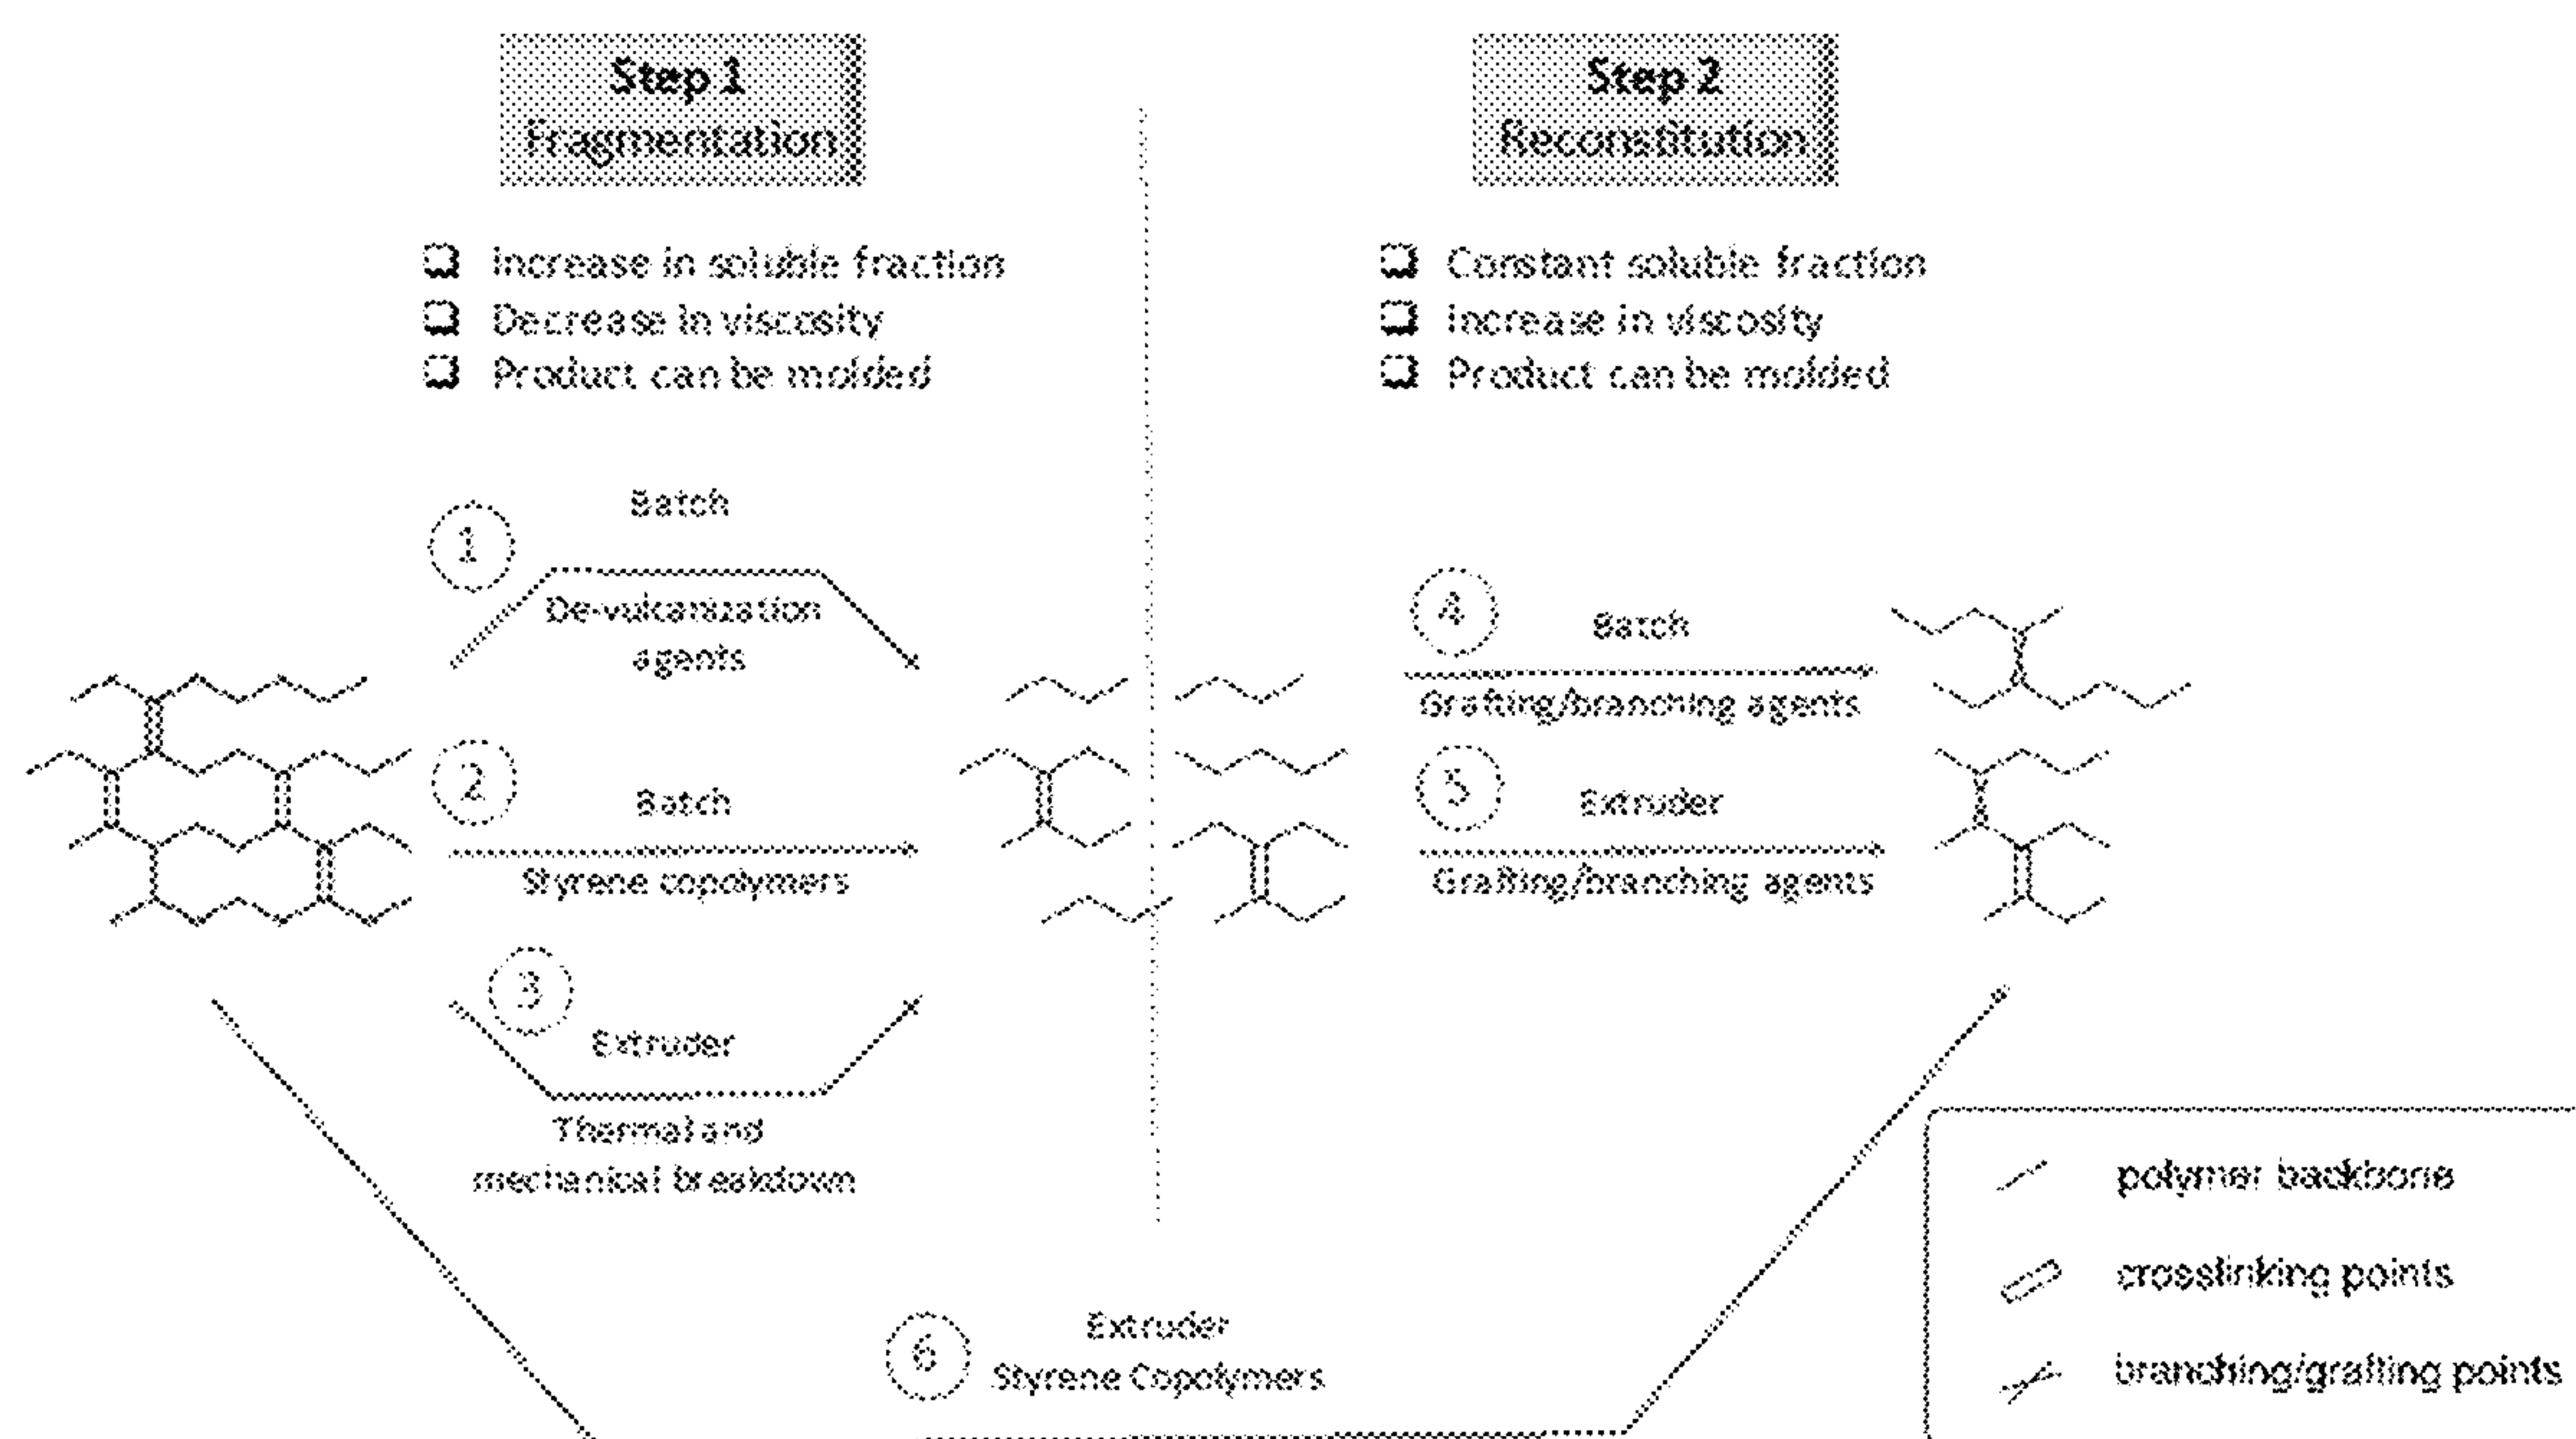 Step 1
Fragmentation
Increase in soluble fraction
Decrease in viscosity
Product can be molded
Step 2
Reconstitution
Constant soluble fraction
Increase in viscosity
Product can be molded
1
Batch
De-vulcanization
agents
2
Batch
Styrene copolymers
3
Extruder
Thermal and
mechanical breakdown
4
Batch
Grafting/branching agents
5
Extruder
Grafting/branching agents
6
Extruder
Styrene Copolymers
polymer backbone
crosslinking points
branching/grafting points